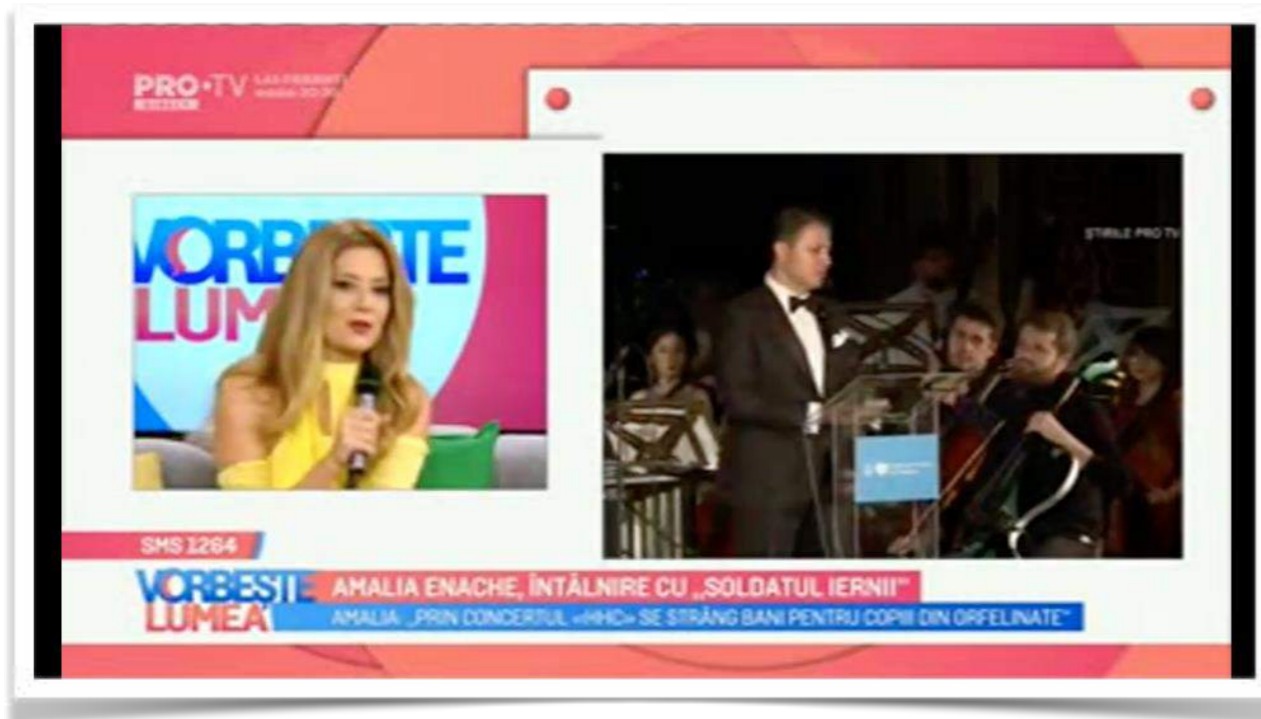 PRO•TV
DIRECT
VORBEȘTE
LUMEA
ȘTIRILE PRO TV
SMS 1264
VORBEȘTE
LUMEA
AMALIA ENACHE, ÎNTÂLNIRE CU „SOLDATUL IERNII”
AMALIA: „PRIN CONCERTUL «HHC» SE STRÂNG BANI PENTRU COPIII DIN ORFELINATE”